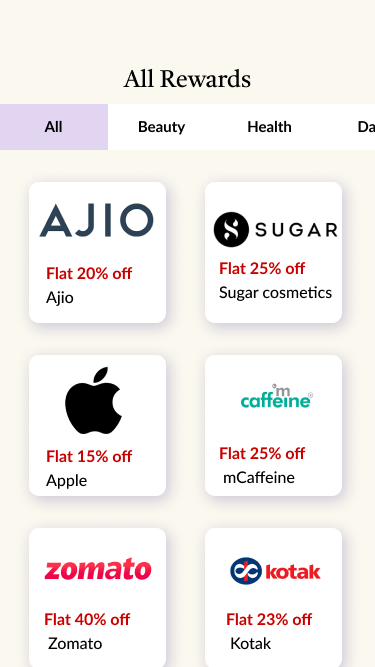 All Rewards
All Beauty Health Da
AJIO
Flat 20% off
Ajio
SUGAR
Flat 25% off
Sugar cosmetics
Flat 15% off
Apple
'm
caffeine®
Flat 25% off
mCaffeine
zomato
Flat 40% off
Zomato
kotak
Flat 23% off
Kotak